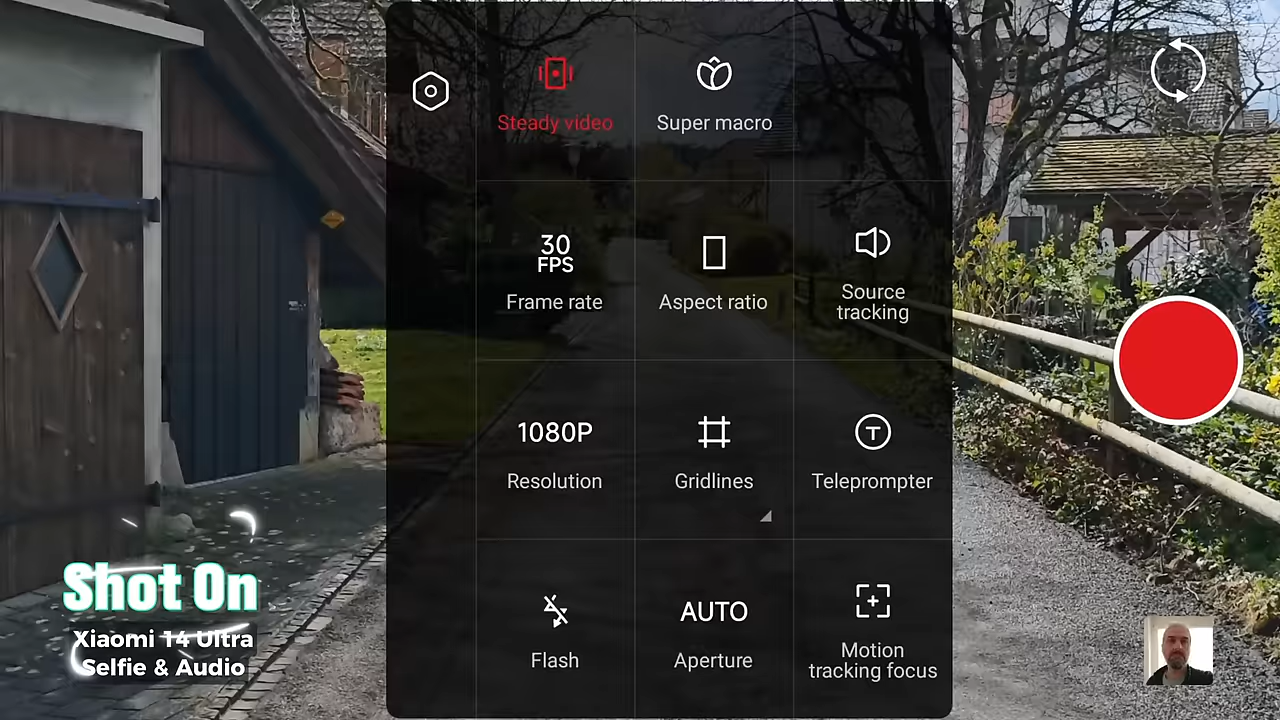 Steady video
Super macro
30
FPS
Frame rate
Aspect ratio
Source
tracking
1080P
Resolution
Gridlines
T
Teleprompter
Flash
AUTO
Aperture
Motion
tracking focus
Shot On
Xiaomi 14 Ultra
Selfie & Audio